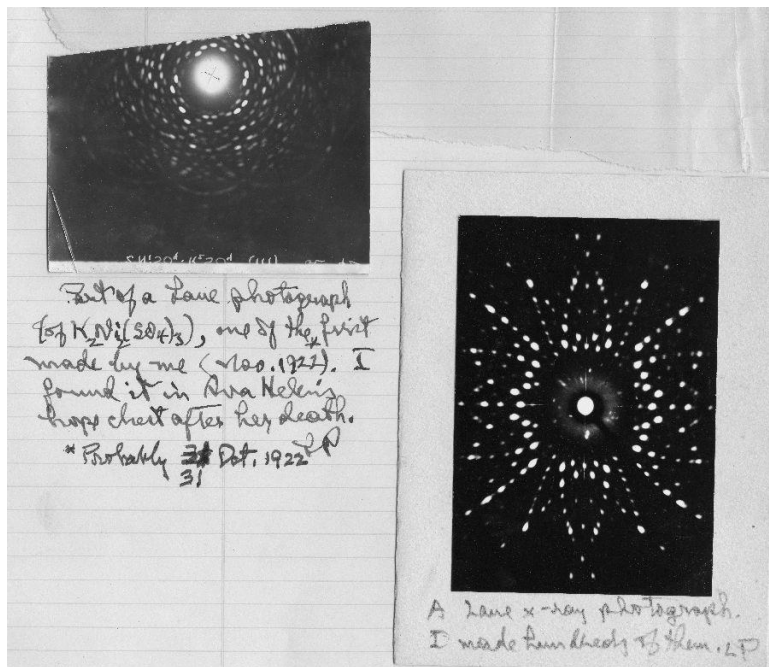 Part of a Laue photograph
(of K2Ni2(SO4)3), one of the* first
made by me (Nov. 1922). I
found it in Ava Helen's
hope chest after her death.
* Probably 31 Oct. 1922 LP
A Laue x-ray photograph.
I made hundreds of them. LP